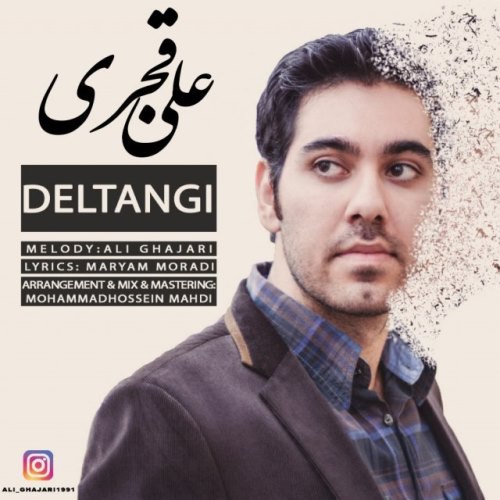 علی قجری
DELTANGI
MELODY:ALI GHAJARI
LYRICS: MARYAM MORADI
ARRANGEMENT & MIX & MASTERING:
MOHAMMADHOSSEIN MAHDI
ALI_GHAJARI1991